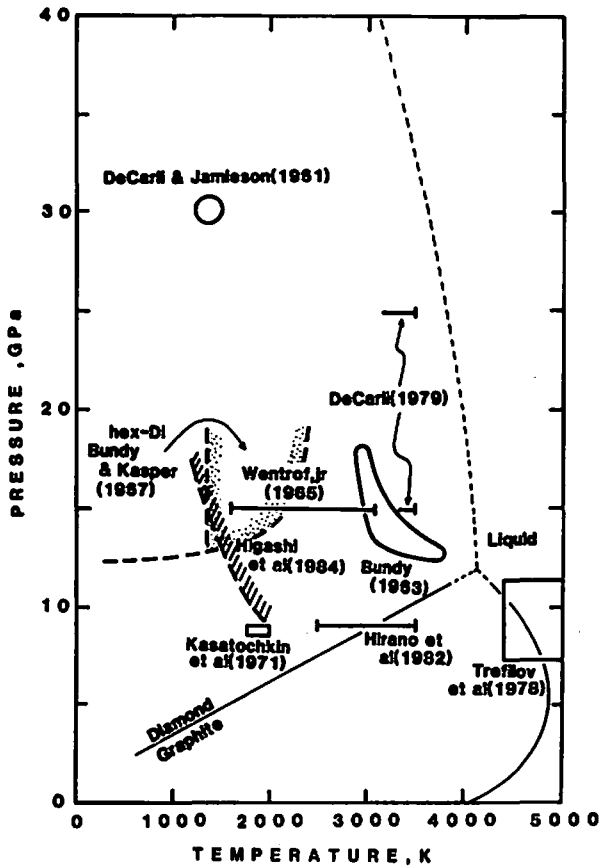 40
DeCarli & Jamieson(1961)
30
PRESSURE ,GPa
DeCarli(1979)
20
hex-Di
Bundy
& Kasper
(1967)
Wentrof,jr
(1965)
Higashi
et al(1984)
Bundy
(1963)
Liquid
10
Kasatochkin
et al(1971)
Hirano et
al(1982)
Trefilov
et al(1978)
Diamond
Graphite
0
0 1000 2000 3000 4000 5000
TEMPERATURE,K